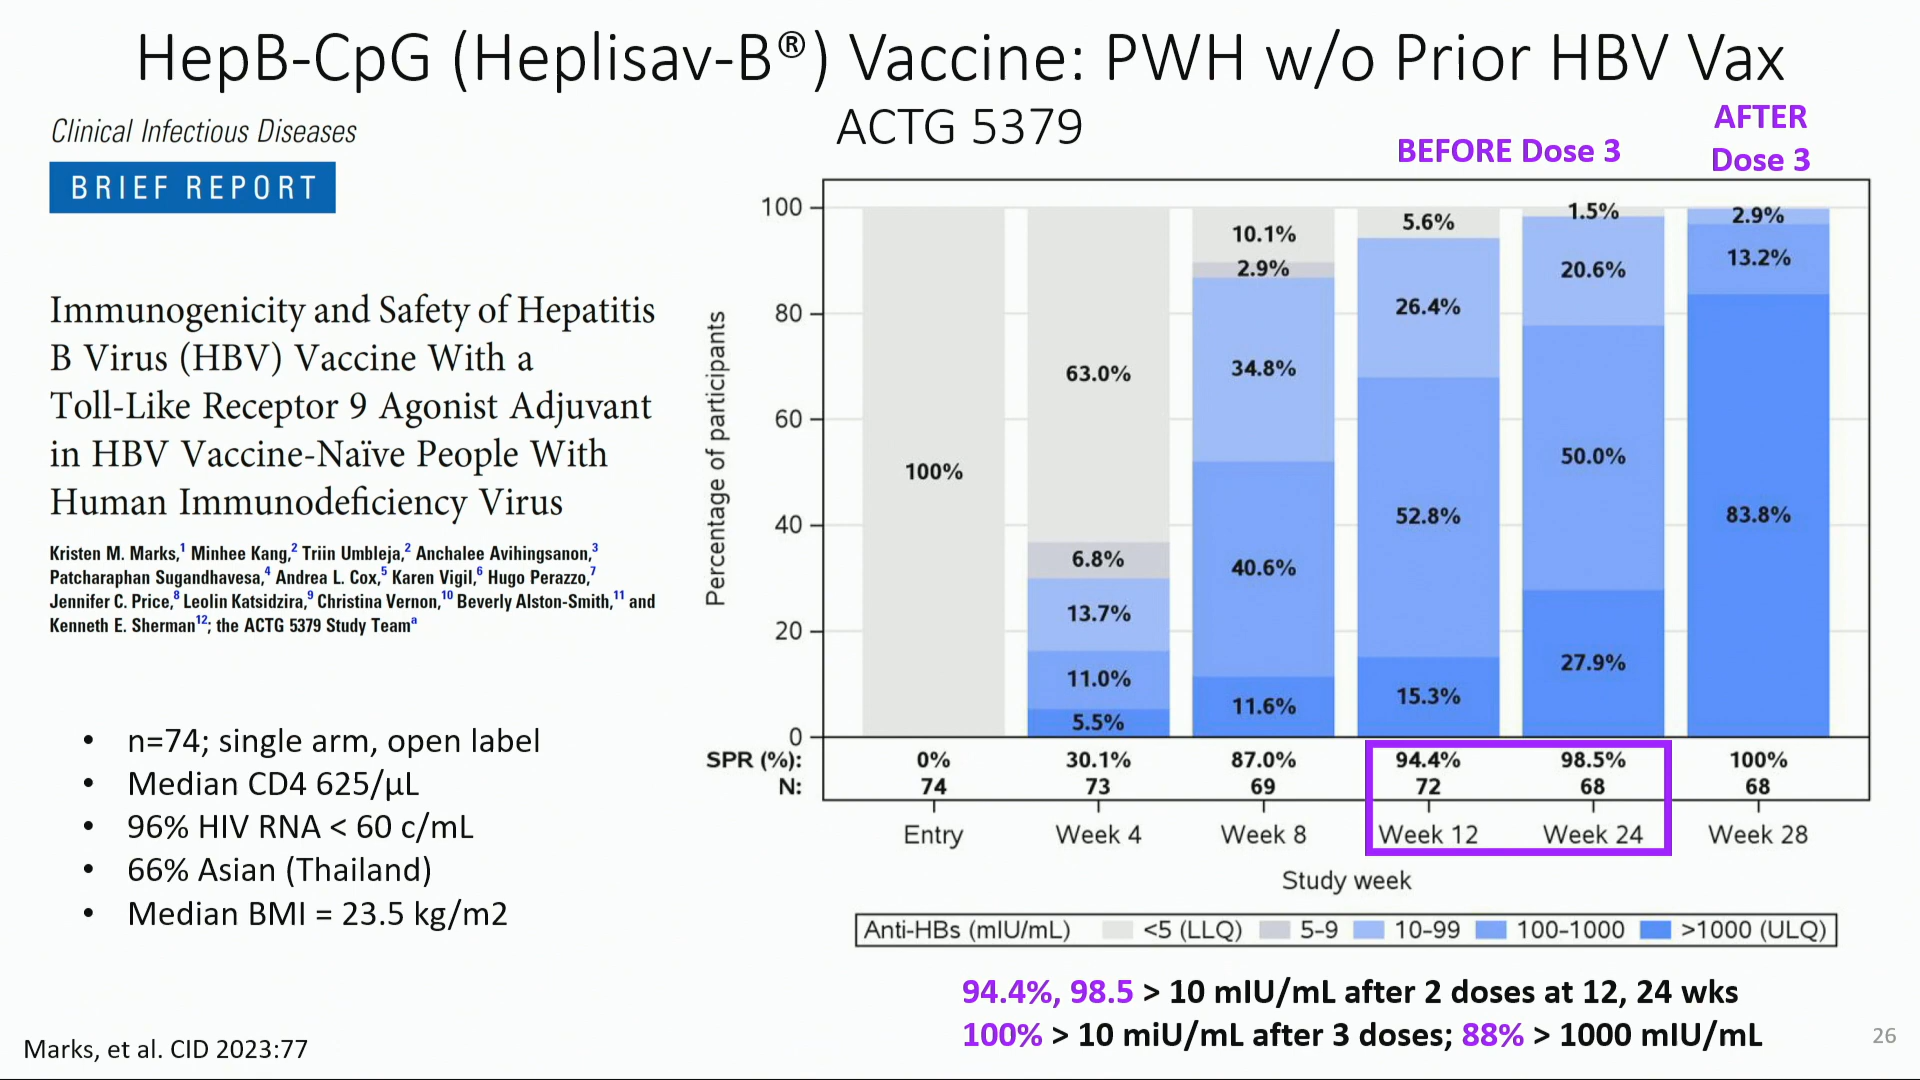 HepB-CpG (Heplisav-B®) Vaccine: PWH w/o Prior HBV Vax
ACTG 5379
Clinical Infectious Diseases
BRIEF REPORT
Immunogenicity and Safety of Hepatitis
B Virus (HBV) Vaccine With a
Toll-Like Receptor 9 Agonist Adjuvant
in HBV Vaccine-Naïve People With
Human Immunodeficiency Virus
Kristen M. Marks,1 Minhee Kang,2 Triin Umbleja,2 Anchalee Avihingsanon,3
Patcharaphan Sugandhavesa,4 Andrea L. Cox,5 Karen Vigil,6 Hugo Perazzo,7
Jennifer C. Price,8 Leolin Katsidzira,9 Christina Vernon,10 Beverly Alston-Smith,11 and
Kenneth E. Sherman12; the ACTG 5379 Study Teama
• n=74; single arm, open label
• Median CD4 625/µL
• 96% HIV RNA < 60 c/mL
• 66% Asian (Thailand)
• Median BMI = 23.5 kg/m2
Marks, et al. CID 2023:77
BEFORE Dose 3
AFTER
Dose 3
Percentage of participants
100
80
60
40
20
0
100%
63.0%
6.8%
13.7%
11.0%
5.5%
10.1%
2.9%
34.8%
40.6%
11.6%
5.6%
26.4%
52.8%
15.3%
1.5%
20.6%
50.0%
27.9%
2.9%
13.2%
83.8%
SPR (%): 0% 30.1% 87.0% 94.4% 98.5% 100%
N: 74 73 69 72 68 68
Entry Week 4 Week 8 Week 12 Week 24 Week 28
Study week
Anti-HBs (mIU/mL) <5 (LLQ) 5-9 10-99 100-1000 >1000 (ULQ)
94.4%, 98.5 > 10 mIU/mL after 2 doses at 12, 24 wks
100% > 10 miU/mL after 3 doses; 88% > 1000 mIU/mL
26